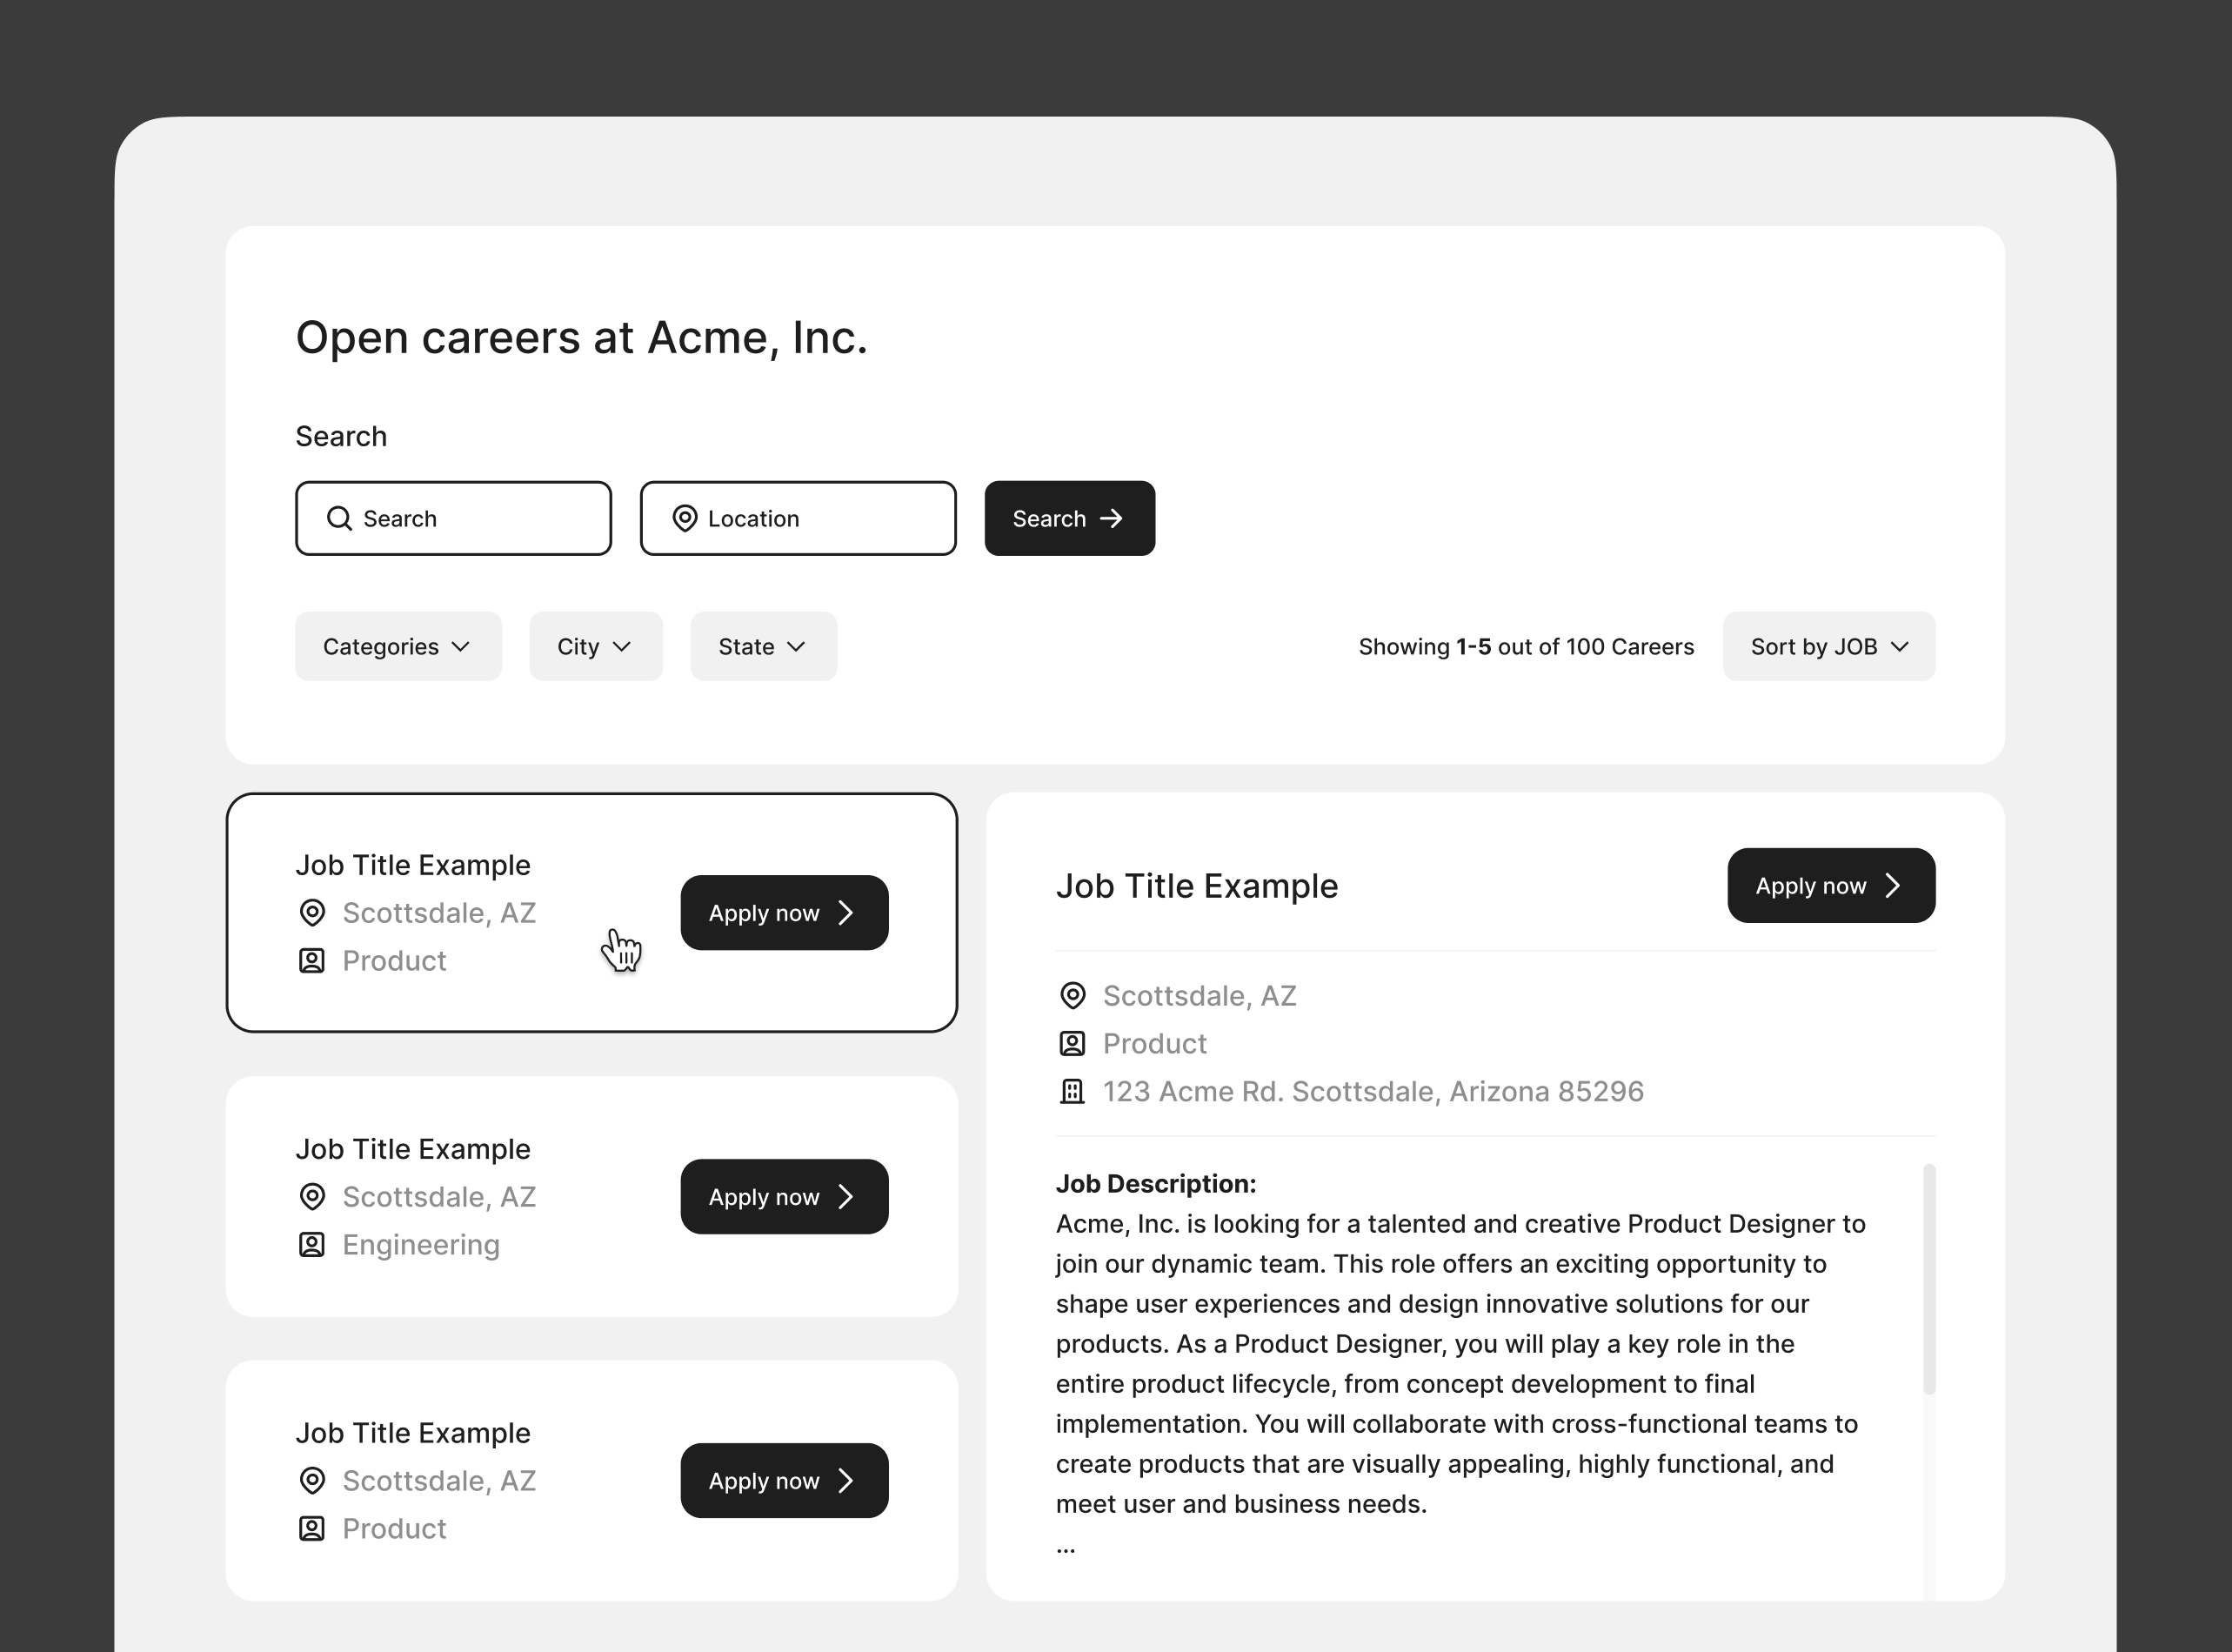 Open careers at Acme, Inc.
Search
Search
Location
Search
Categories
City
State
Showing 1-5 out of 100 Careers
Sort by JOB
Job Title Example
Scottsdale, AZ
Product
Apply now
Job Title Example
Scottsdale, AZ
Engineering
Apply now
Job Title Example
Scottsdale, AZ
Product
Apply now
Job Title Example
Apply now
Scottsdale, AZ
Product
123 Acme Rd. Scottsdale, Arizona 85296
Job Description:
Acme, Inc. is looking for a talented and creative Product Designer to
join our dynamic team. This role offers an exciting opportunity to
shape user experiences and design innovative solutions for our
products. As a Product Designer, you will play a key role in the
entire product lifecycle, from concept development to final
implementation. You will collaborate with cross-functional teams to
create products that are visually appealing, highly functional, and
meet user and business needs.
...